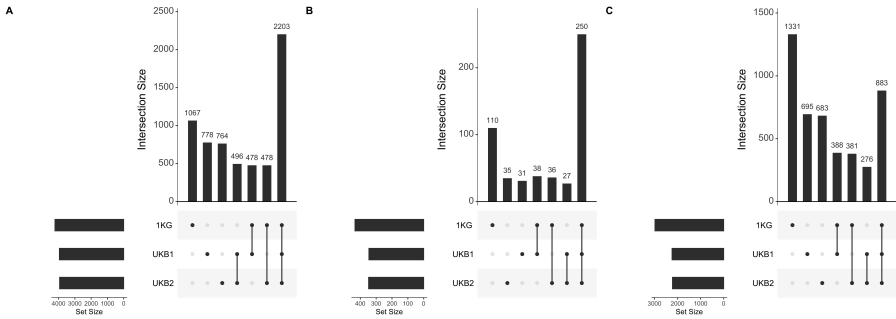 A
2500
2000
1500
1000
500
0
Intersection Size
1067
778
764
496
478
478
2203
1KG
UKB1
UKB2
4000 3000 2000 1000 0
Set Size
B
200
100
0
Intersection Size
110
35
31
38
36
27
250
1KG
UKB1
UKB2
400 300 200 100 0
Set Size
C
1500
1000
500
0
Intersection Size
1331
695
683
388
381
276
883
1KG
UKB1
UKB2
3000 2000 1000 0
Set Size